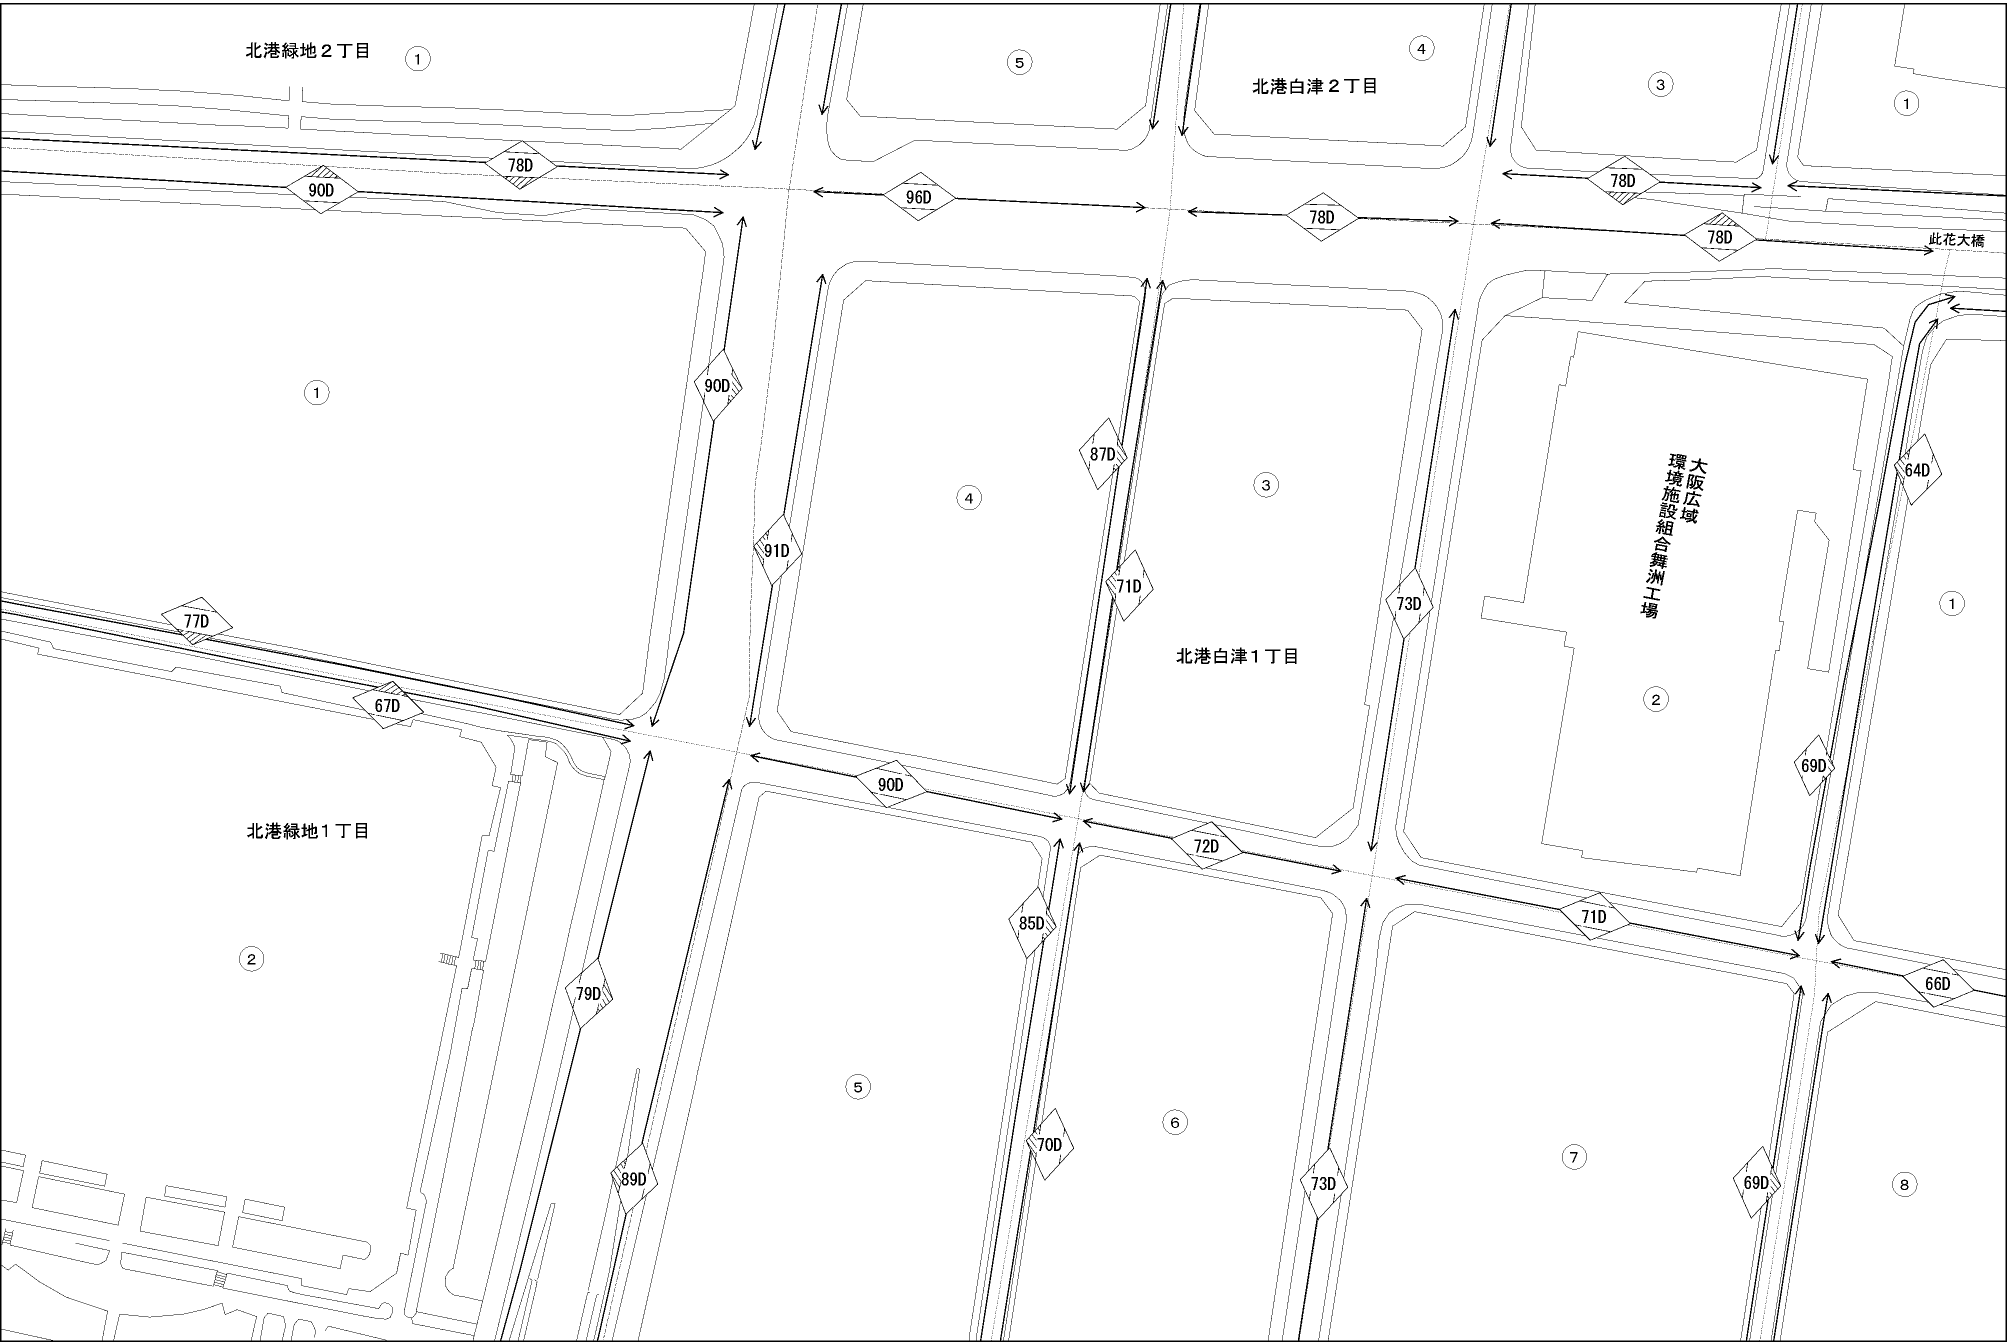 北港緑地2丁目
①
⑤
④
北港白津2丁目
③
①
78D
90D
96D
78D
78D
78D
此花大橋
①
90D
87D
④
③
大阪広域
環境施設組合舞洲工場
64D
91D
71D
73D
①
77D
北港白津1丁目
67D
②
69D
90D
北港緑地1丁目
72D
②
79D
85D
71D
66D
⑤
⑥
70D
⑦
89D
73D
69D
⑧